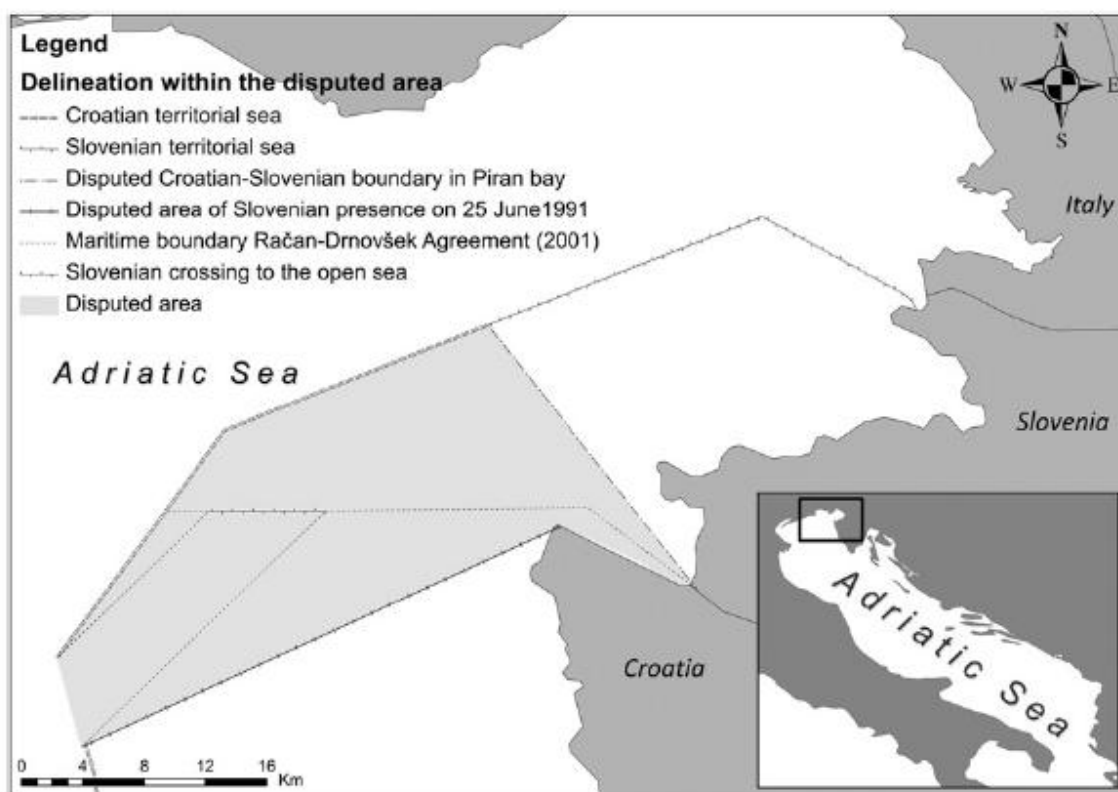 Legend
Delineation within the disputed area
Croatian territorial sea
Slovenian territorial sea
Disputed Croatian-Slovenian boundary in Piran bay
Disputed area of Slovenian presence on 25 June1991
Maritime boundary Račan-Drnovšek Agreement (2001)
Slovenian crossing to the open sea
Disputed area
N
W E
S
Italy
Adriatic Sea
Slovenia
Croatia
Adriatic Sea
0 2 4 8 12 16
Km